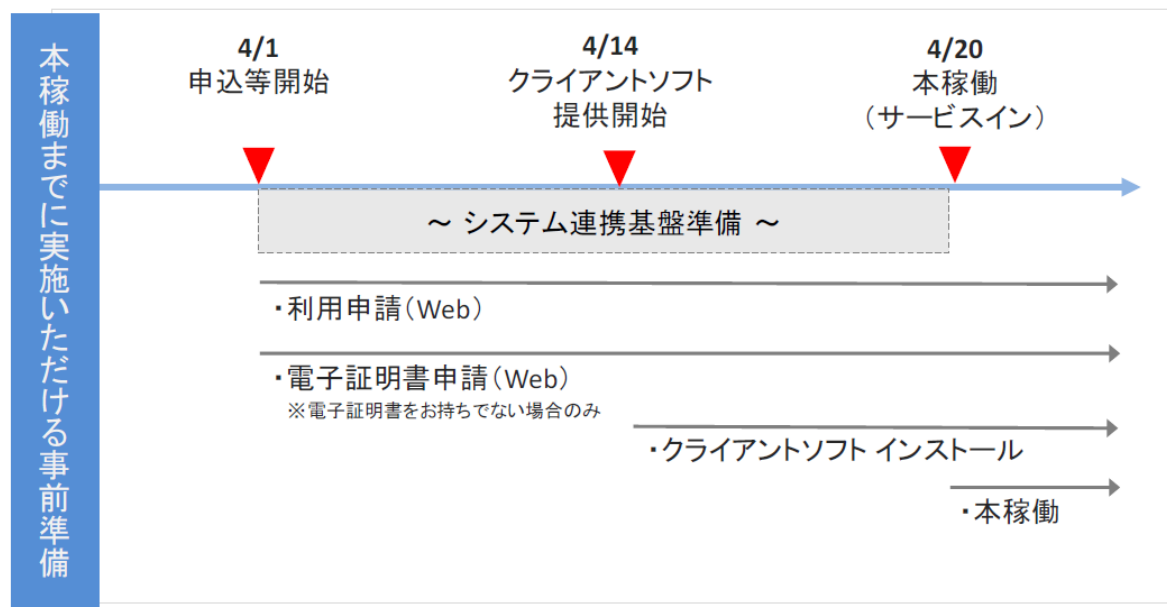 本稼働までに実施いただける事前準備
4/1
申込等開始
4/14
クライアントソフト
提供開始
4/20
本稼働
（サービスイン）
～ システム連携基盤準備 ～
・利用申請（Web）
・電子証明書申請（Web）
※電子証明書をお持ちでない場合のみ
・クライアントソフト インストール
・本稼働